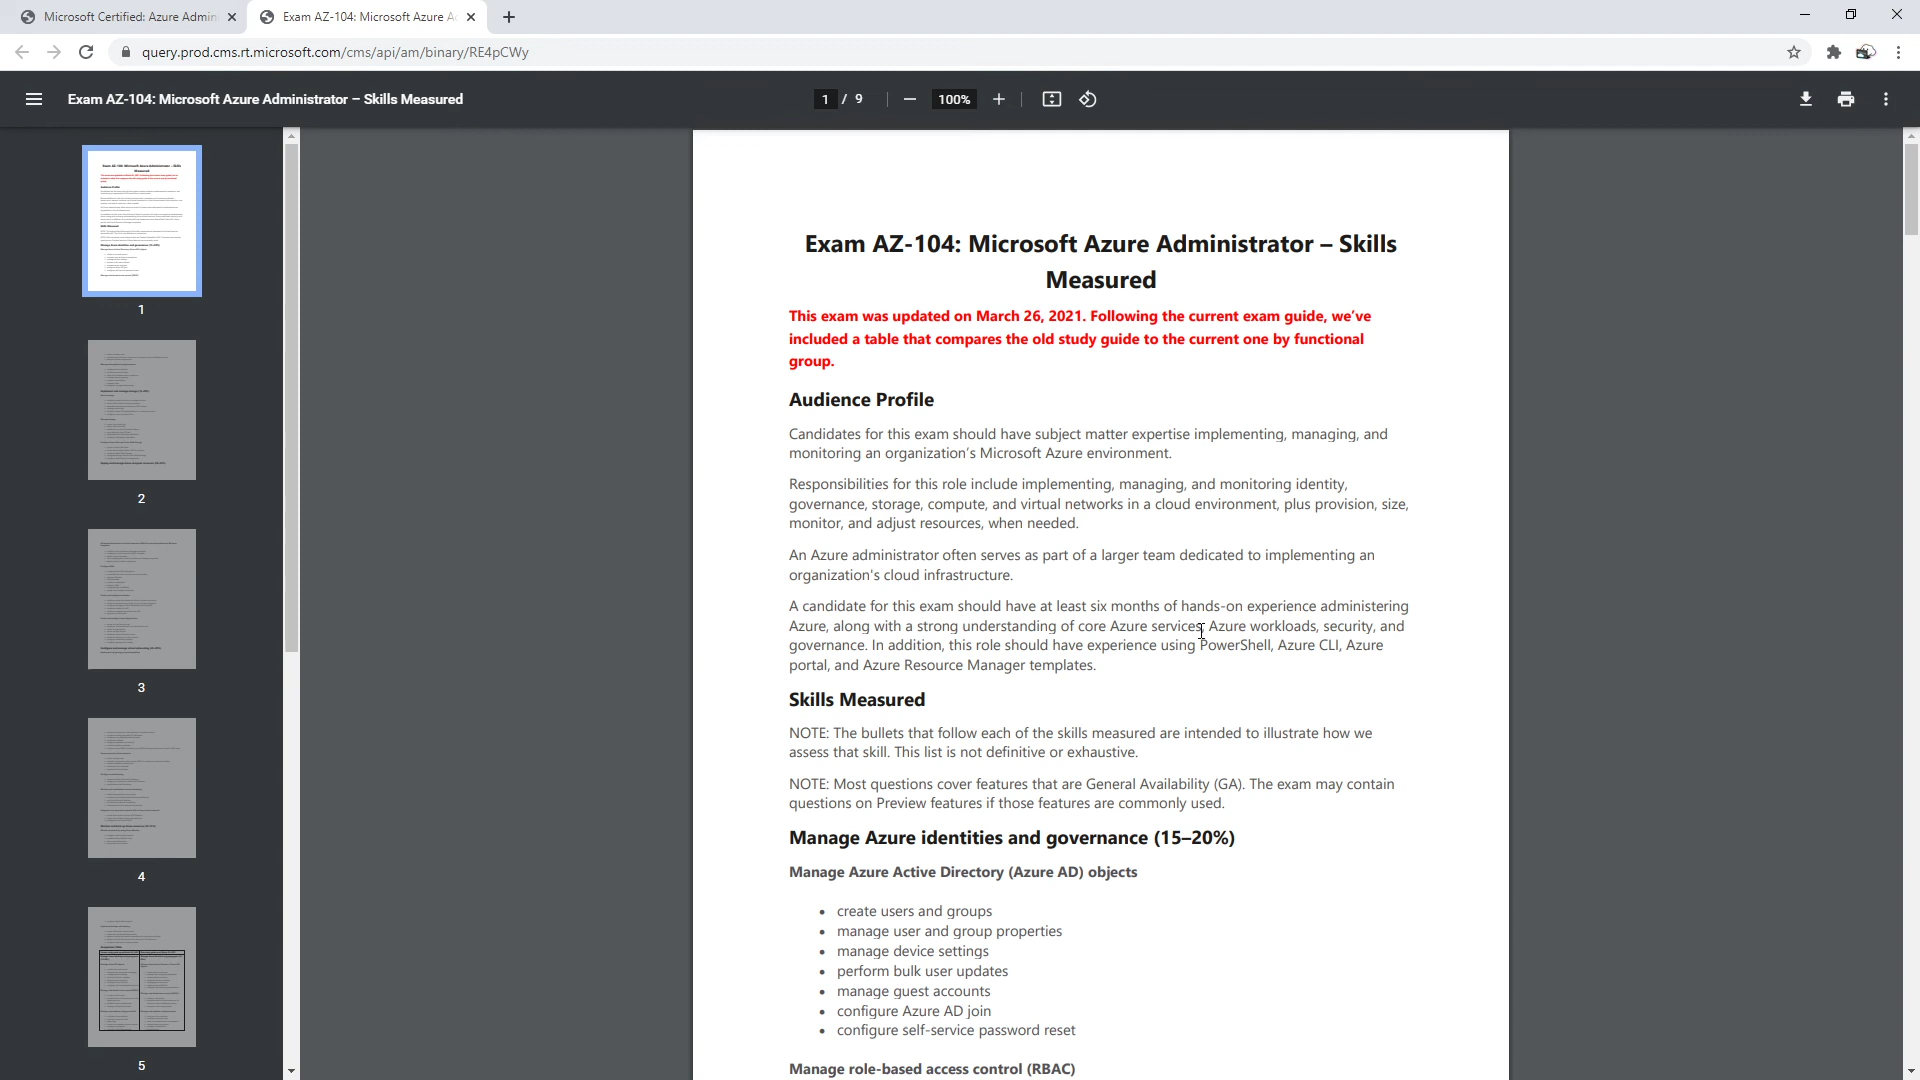 Microsoft Certified: Azure Admin
Exam AZ-104: Microsoft Azure A
query.prod.cms.rt.microsoft.com/cms/api/am/binary/RE4pCWy
Exam AZ-104: Microsoft Azure Administrator – Skills Measured
1 / 9
100%
1
2
3
4
5
Exam AZ-104: Microsoft Azure Administrator – Skills
Measured
This exam was updated on March 26, 2021. Following the current exam guide, we’ve
included a table that compares the old study guide to the current one by functional
group.
Audience Profile
Candidates for this exam should have subject matter expertise implementing, managing, and
monitoring an organization’s Microsoft Azure environment.
Responsibilities for this role include implementing, managing, and monitoring identity,
governance, storage, compute, and virtual networks in a cloud environment, plus provision, size,
monitor, and adjust resources, when needed.
An Azure administrator often serves as part of a larger team dedicated to implementing an
organization's cloud infrastructure.
A candidate for this exam should have at least six months of hands-on experience administering
Azure, along with a strong understanding of core Azure services, Azure workloads, security, and
governance. In addition, this role should have experience using PowerShell, Azure CLI, Azure
portal, and Azure Resource Manager templates.
Skills Measured
NOTE: The bullets that follow each of the skills measured are intended to illustrate how we
assess that skill. This list is not definitive or exhaustive.
NOTE: Most questions cover features that are General Availability (GA). The exam may contain
questions on Preview features if those features are commonly used.
Manage Azure identities and governance (15–20%)
Manage Azure Active Directory (Azure AD) objects
• create users and groups
• manage user and group properties
• manage device settings
• perform bulk user updates
• manage guest accounts
• configure Azure AD join
• configure self-service password reset
Manage role-based access control (RBAC)